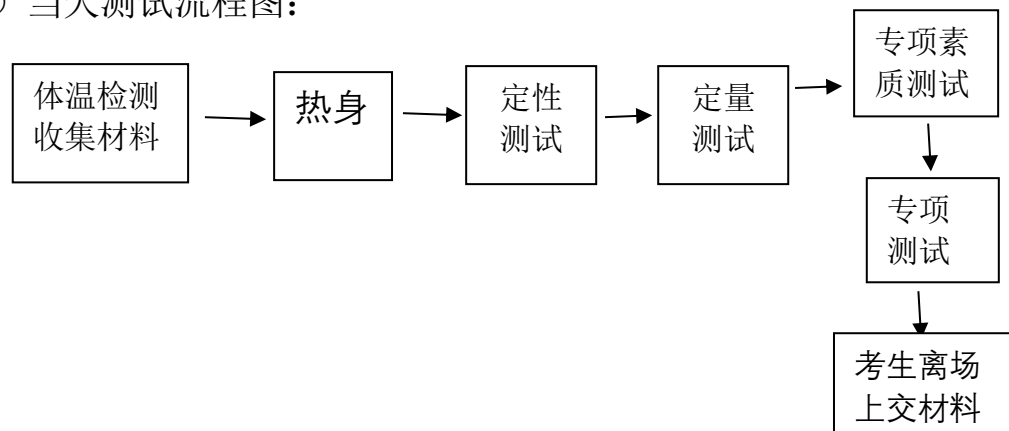 ）当天测试流程图：
体温检测
收集材料
热身
定性
测试
定量
测试
专项素
质测试
专项
测试
考生离场
上交材料